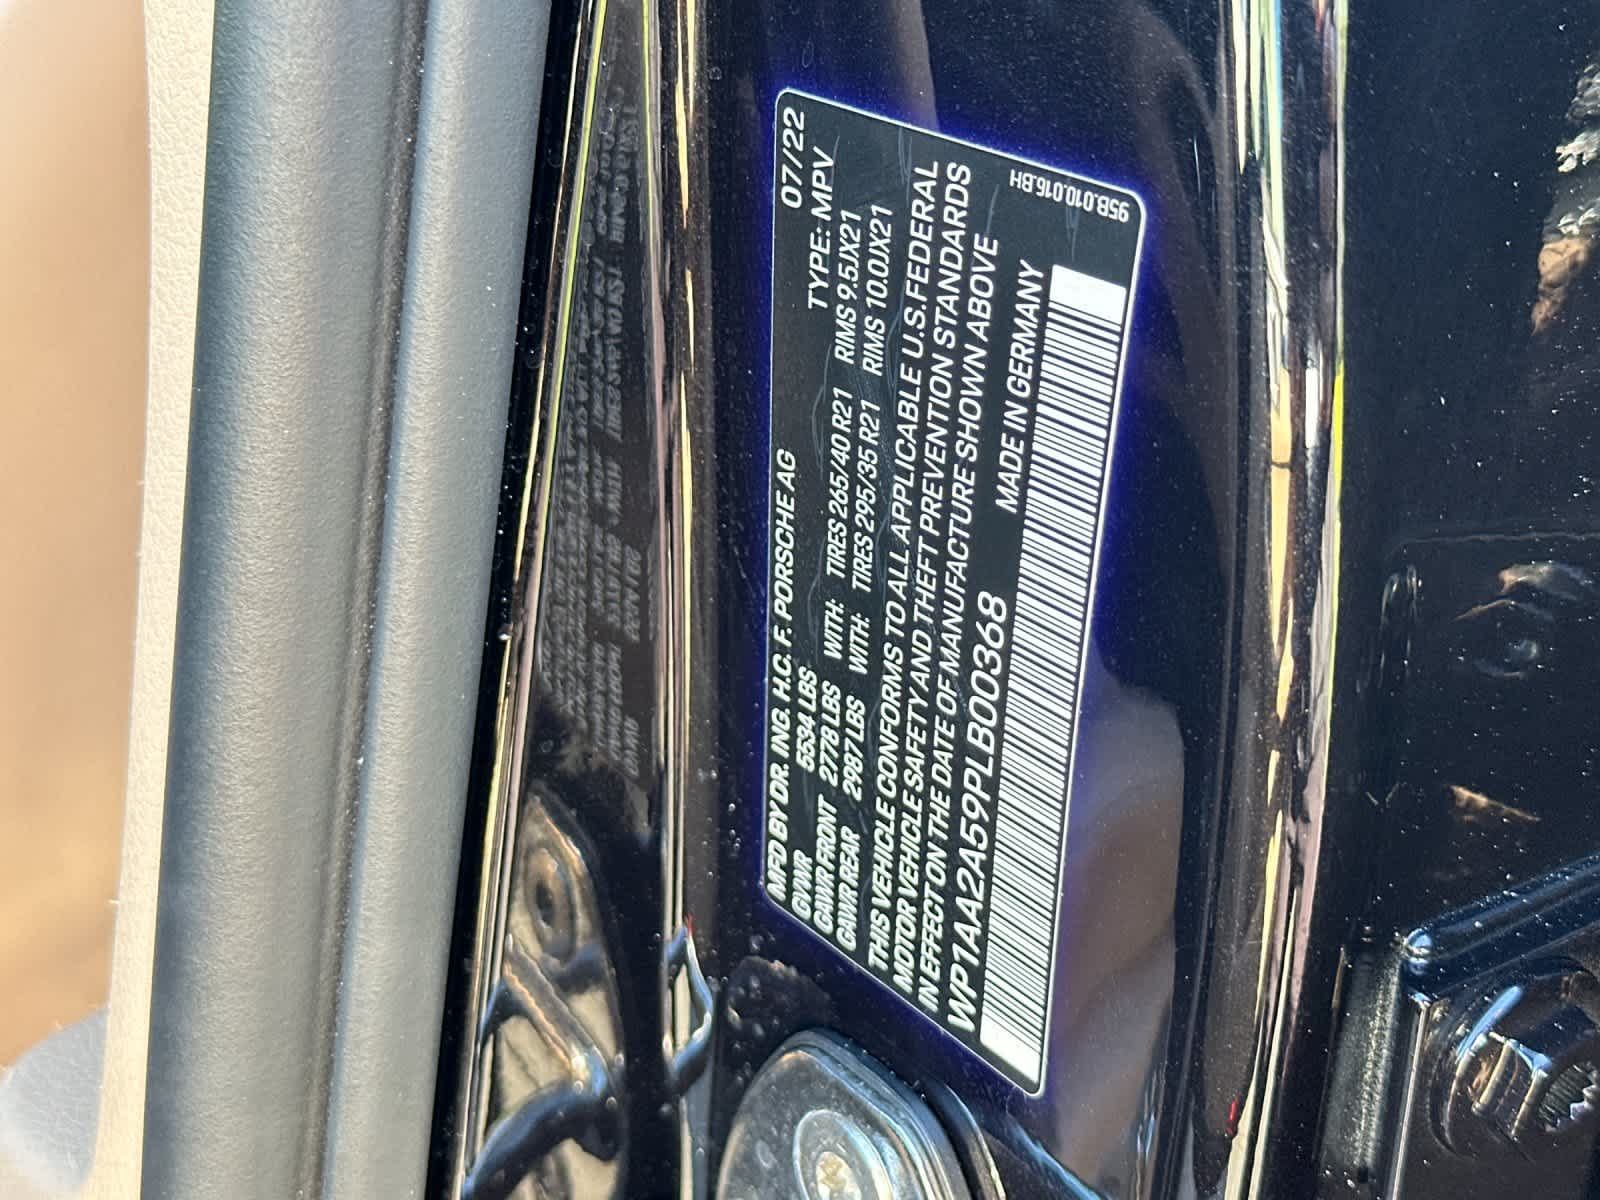 MFD BY DR. ING. H.C. F. PORSCHE AG 07/22
GVWR 5534 LBS TYPE: MPV
GAWR FRONT 2778 LBS WITH: TIRES 265/40 R21 RIMS 9.5JX21
GAWR REAR 2987 LBS WITH: TIRES 295/35 R21 RIMS 10.0JX21
THIS VEHICLE CONFORMS TO ALL APPLICABLE U.S. FEDERAL
MOTOR VEHICLE SAFETY AND THEFT PREVENTION STANDARDS
IN EFFECT ON THE DATE OF MANUFACTURE SHOWN ABOVE
WP1AA2A59PLB00368 MADE IN GERMANY
95B.010.016.BH